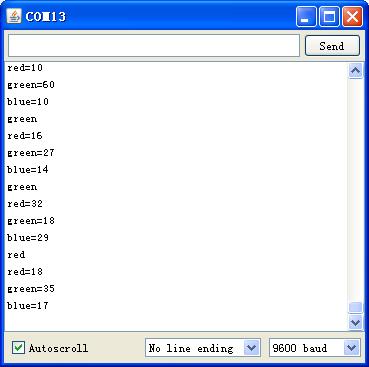 COM13
Send
red=10
green=60
blue=10
green
red=16
green=27
blue=14
green
red=32
green=18
blue=29
red
red=18
green=35
blue=17
Autoscroll
No line ending
9600 baud